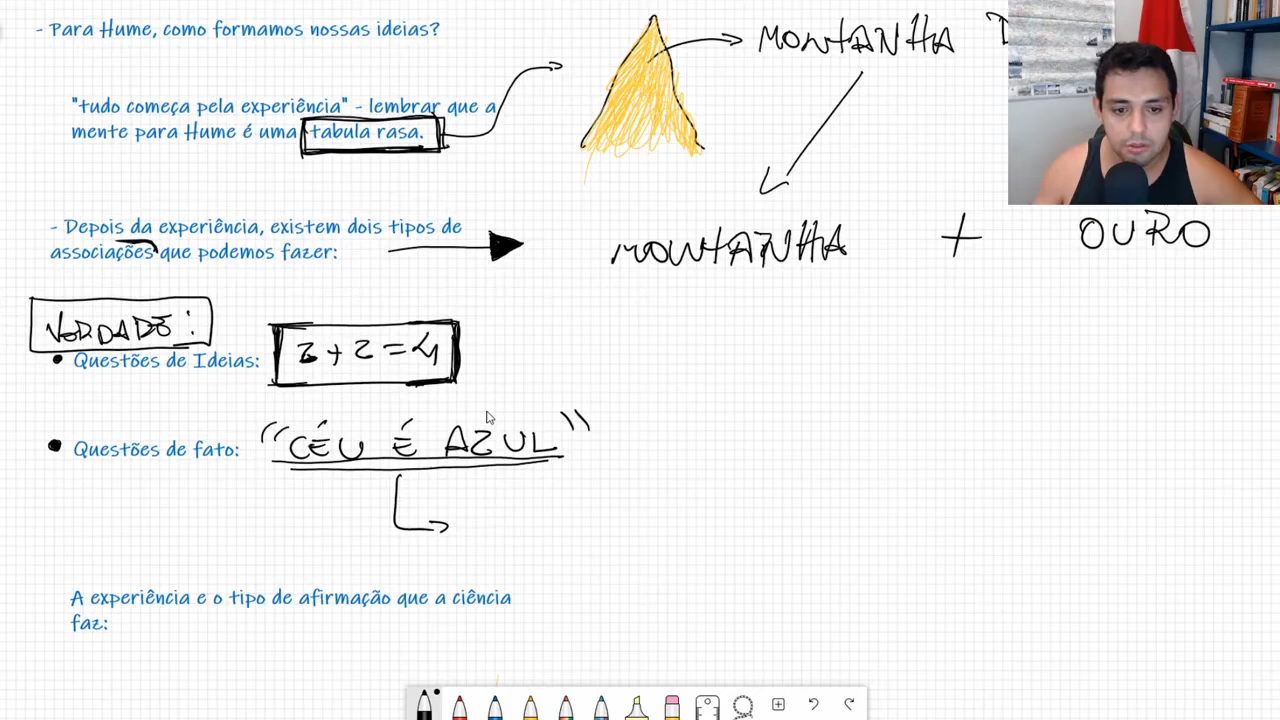 - Para Hume, como formamos nossas ideias?
MONTANHA
"tudo começa pela experiência" - lembrar que a
mente para Hume é uma tabula rasa.
- Depois da experiência, existem dois tipos de
associações que podemos fazer:
MONTANHA + OURO
VERDADE:
• Questões de Ideias: 2 + 2 = 4
• Questões de fato: "CÉU É AZUL"
A experiência e o tipo de afirmação que a ciência
faz: